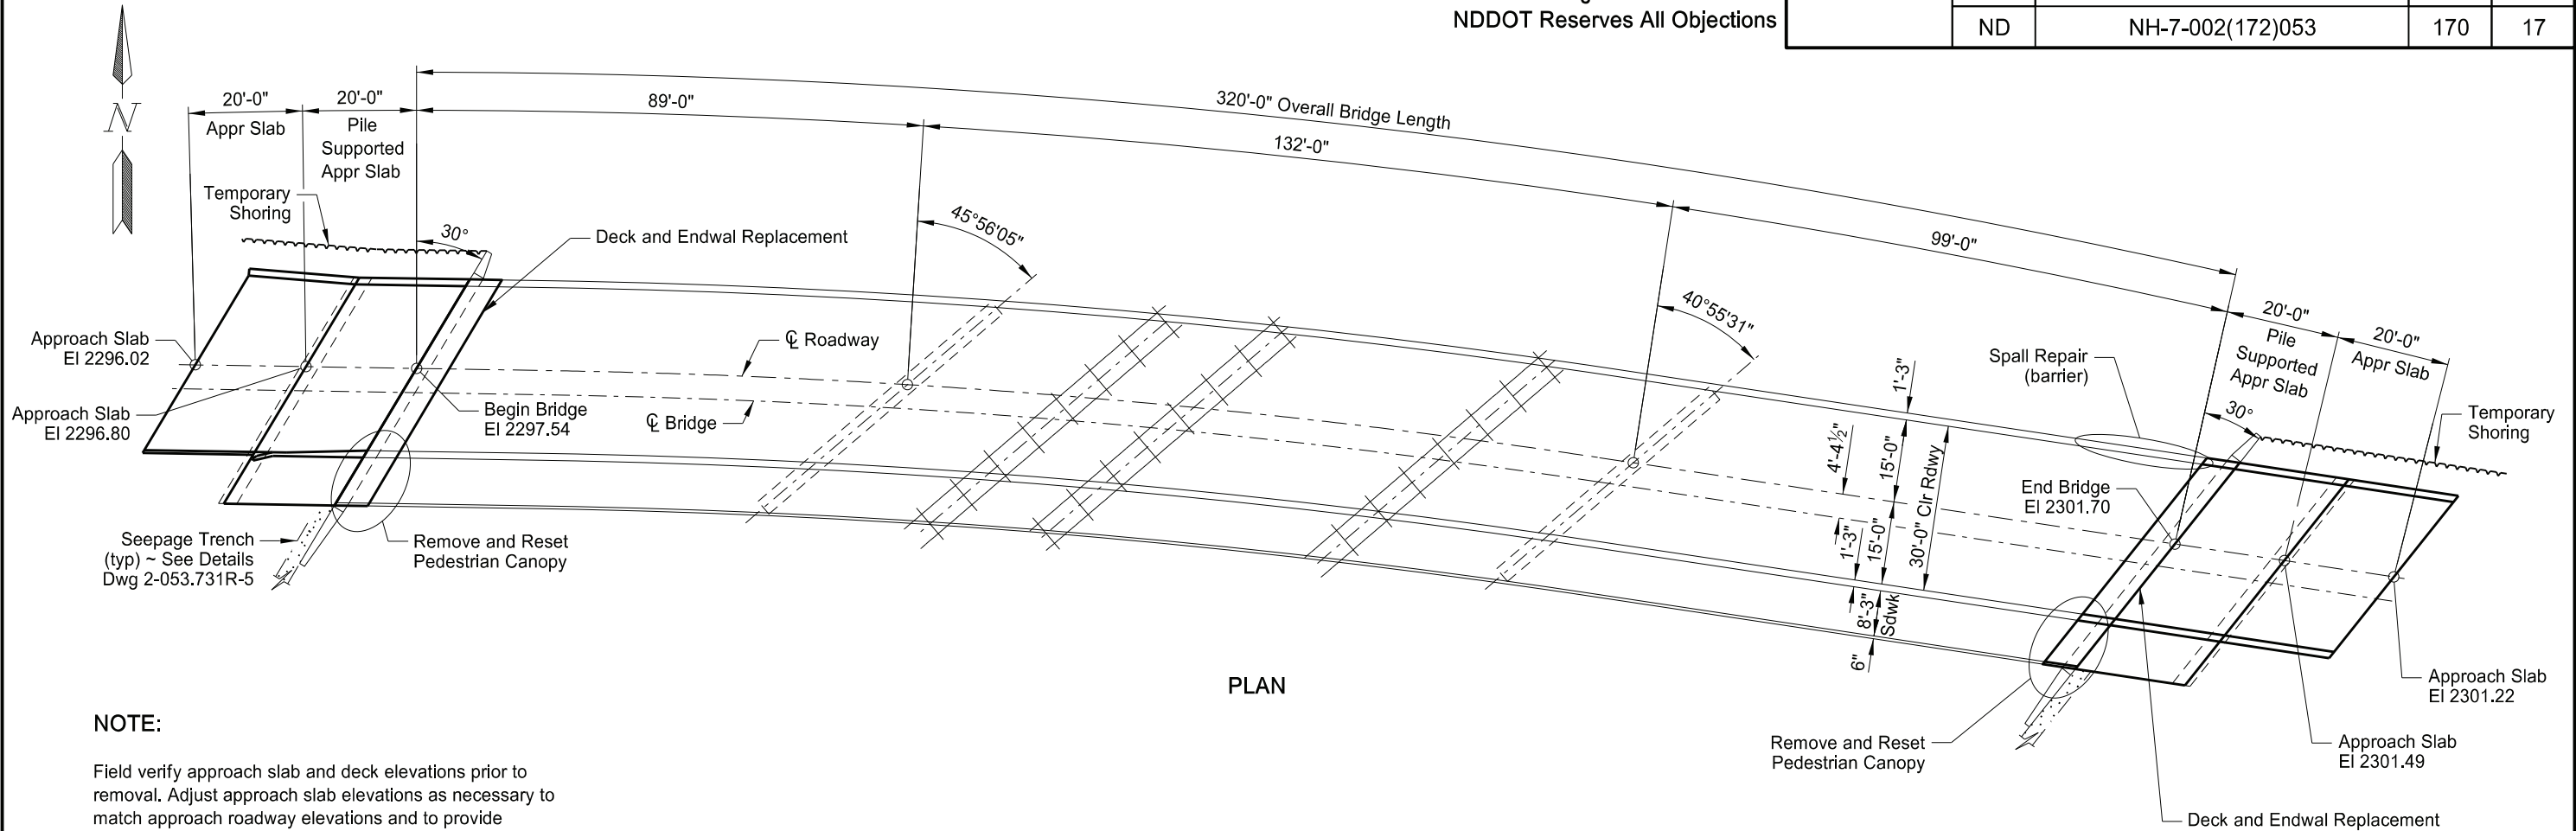 NDDOT Reserves All Objections
ND NH-7-002(172)053 170 17
N
20'-0"
Appr Slab
20'-0"
Pile
Supported
Appr Slab
89'-0"
320'-0" Overall Bridge Length
132'-0"
99'-0"
Temporary
Shoring
30°
Deck and Endwal Replacement
45°56'05"
40°55'31"
℄ Roadway
℄ Bridge
Approach Slab
El 2296.02
Approach Slab
El 2296.80
Begin Bridge
El 2297.54
Seepage Trench
(typ) ~ See Details
Dwg 2-053.731R-5
Remove and Reset
Pedestrian Canopy
1'-3"
4'-4½"
15'-0"
30'-0" Clr Rdwy
1'-3"
15'-0"
8'-3"
Sdwk
6"
Spall Repair
(barrier)
20'-0"
Pile
Supported
Appr Slab
20'-0"
Appr Slab
30°
Temporary
Shoring
End Bridge
El 2301.70
Approach Slab
El 2301.22
Approach Slab
El 2301.49
Remove and Reset
Pedestrian Canopy
Deck and Endwal Replacement
PLAN
NOTE:
Field verify approach slab and deck elevations prior to
removal. Adjust approach slab elevations as necessary to
match approach roadway elevations and to provide